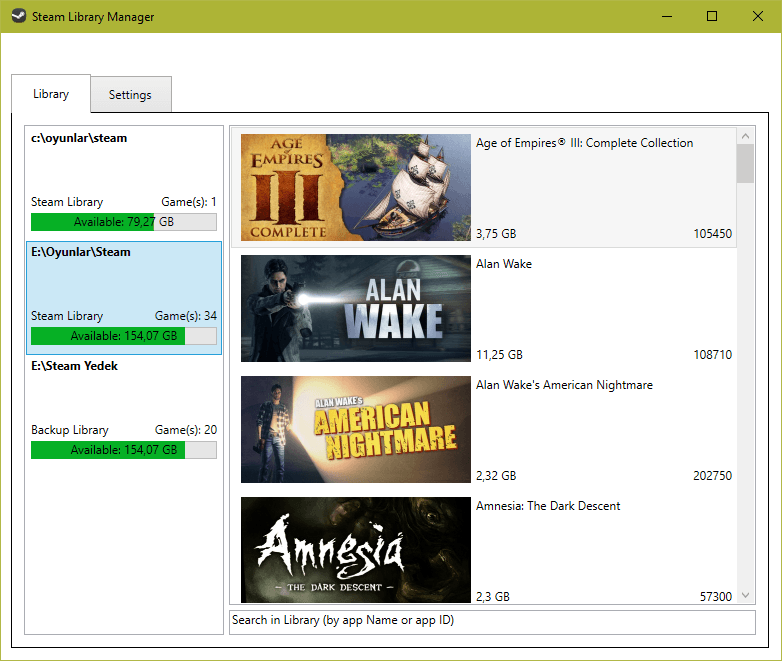 Steam Library Manager
Library
Settings
c:\oyunlar\steam
Steam Library Game(s): 1
Available: 79,27 GB
E:\Oyunlar\Steam
Steam Library Game(s): 34
Available: 154,07 GB
E:\Steam Yedek
Backup Library Game(s): 20
Available: 154,07 GB
AGE
OF
EMPIRES
III
COMPLETE
Age of Empires® III: Complete Collection
3,75 GB 105450
ALAN
WAKE
Alan Wake
11,25 GB 108710
ALAN WAKE'S
AMERICAN
NIGHTMARE
Alan Wake's American Nightmare
2,32 GB 202750
Amnesia
– THE DARK DESCENT –
Amnesia: The Dark Descent
2,3 GB 57300
Search in Library (by app Name or app ID)